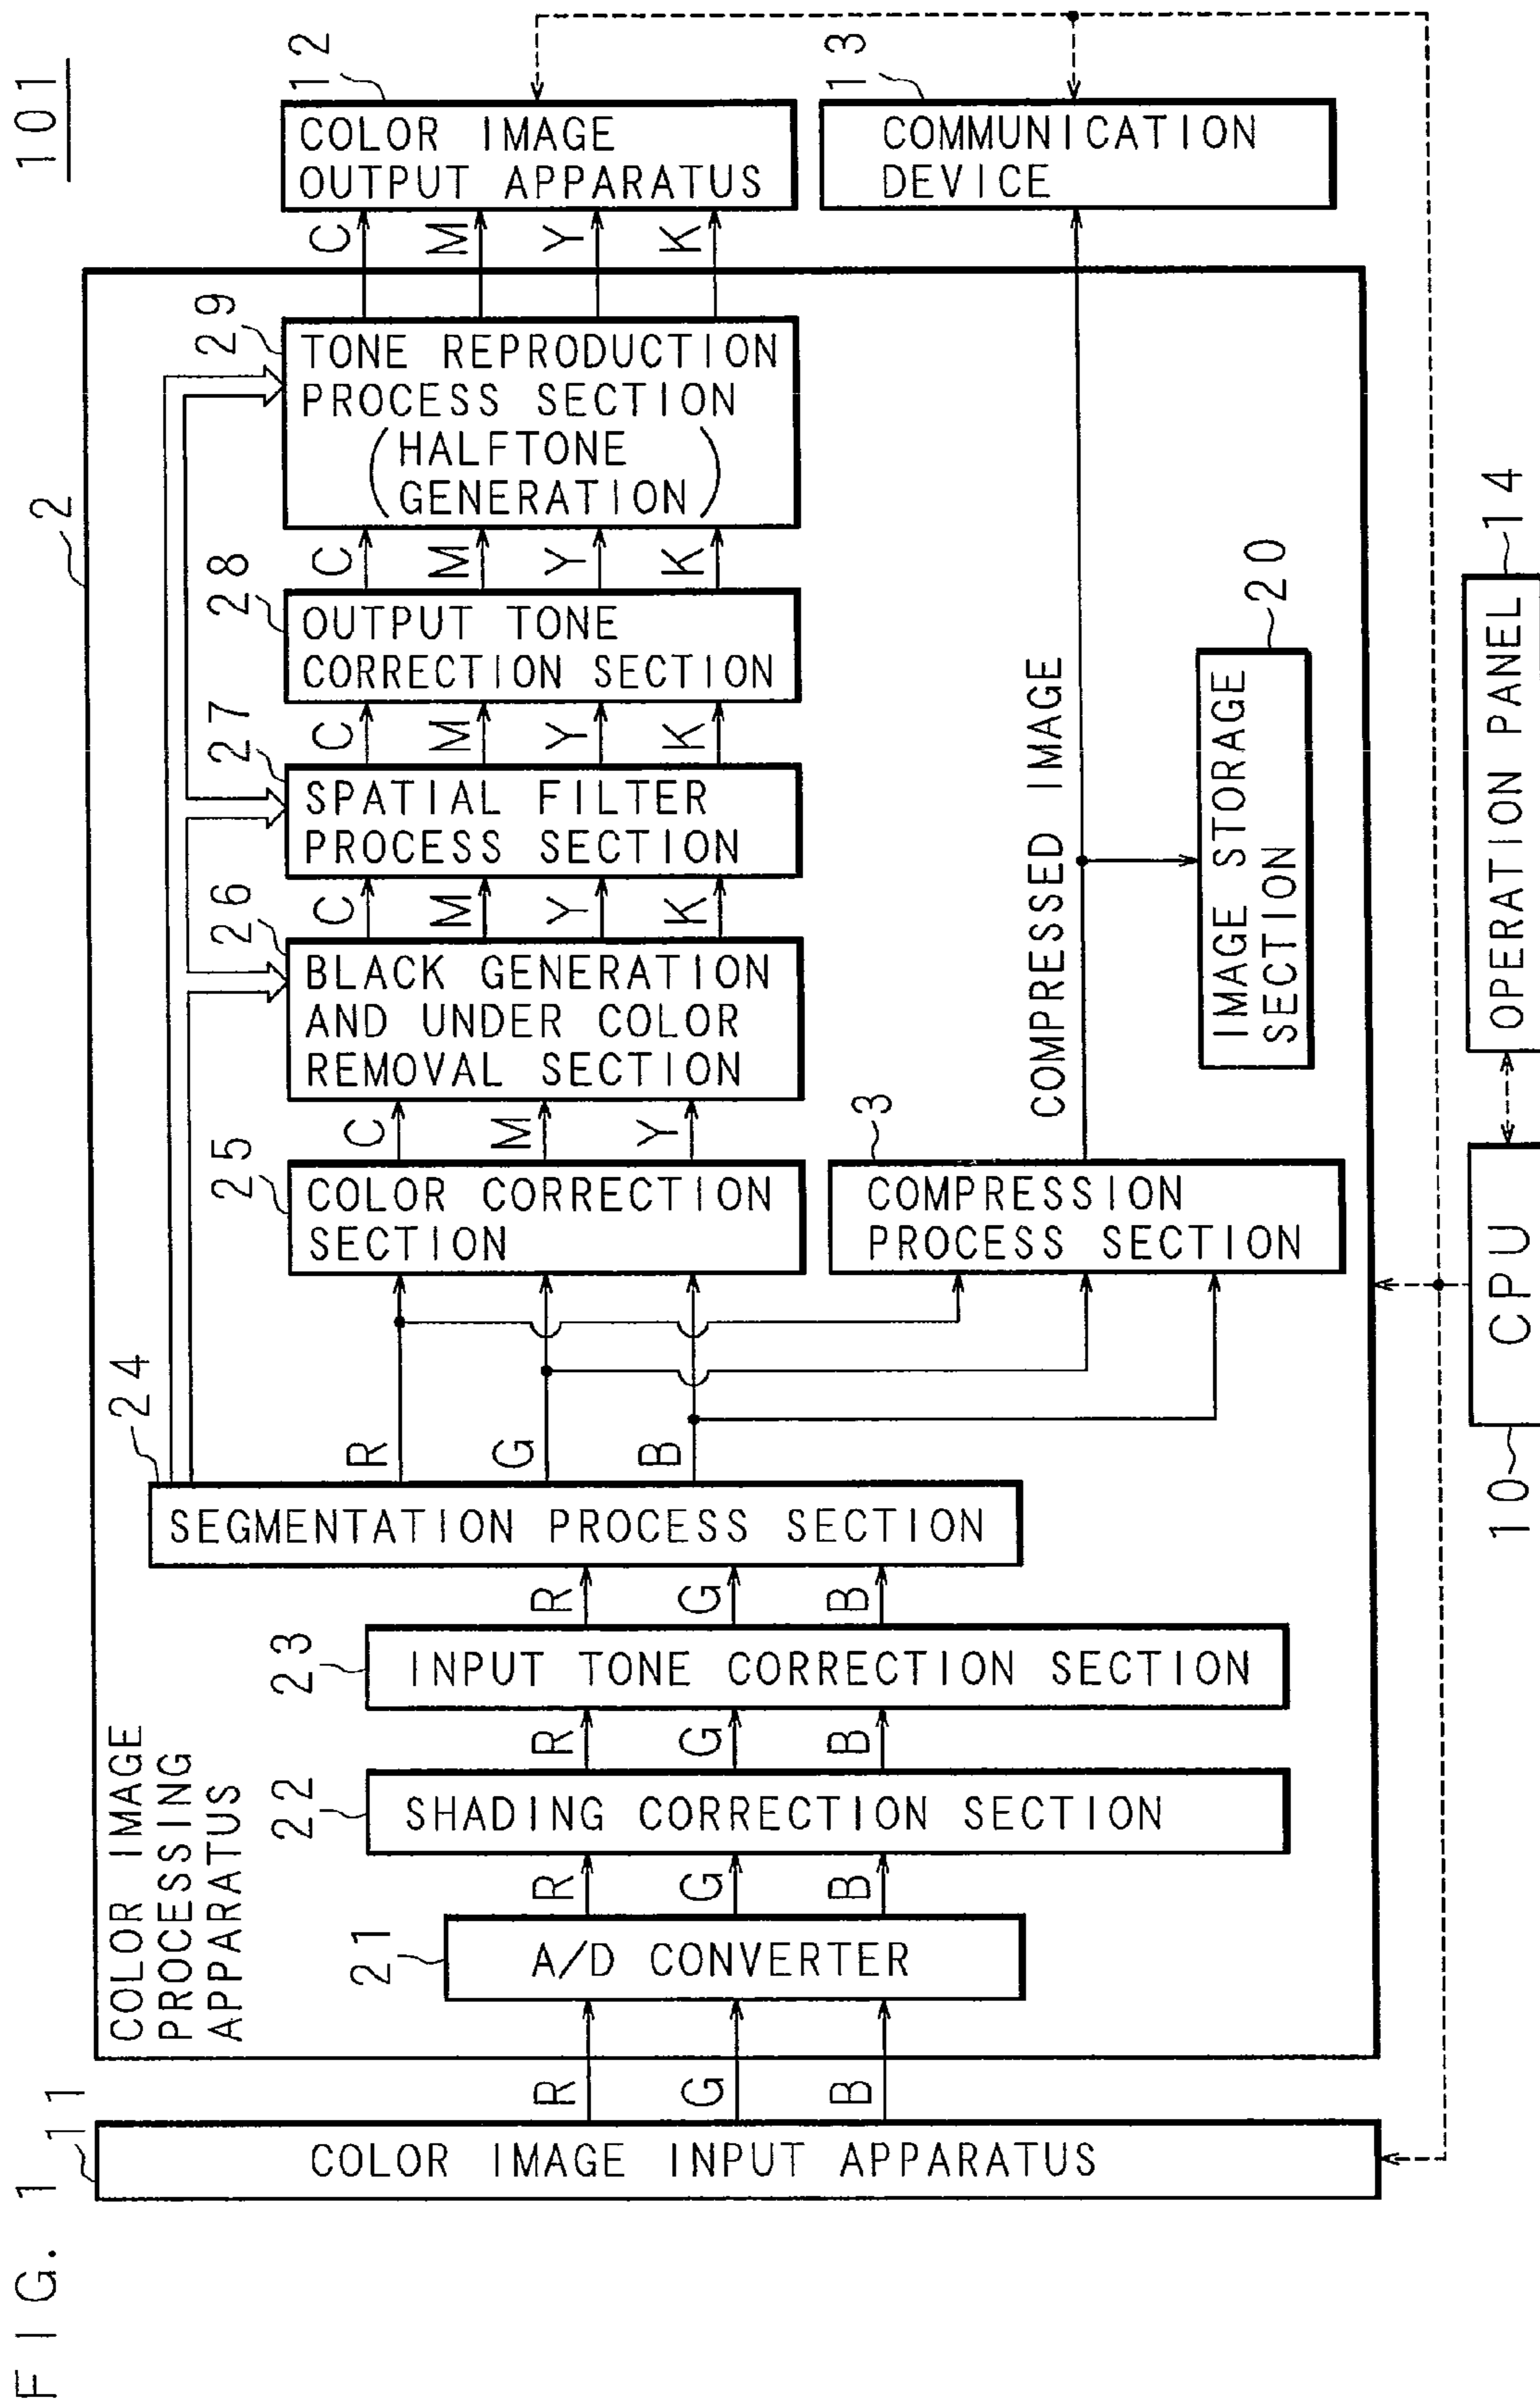 FIG. 1
101
COLOR IMAGE INPUT APPARATUS
11
R
G
B
COLOR IMAGE
PROCESSING
APPARATUS
2
A/D CONVERTER
21
R
G
B
SHADING CORRECTION SECTION
22
R
G
B
INPUT TONE CORRECTION SECTION
23
R
G
B
SEGMENTATION PROCESS SECTION
24
R
G
B
COLOR CORRECTION
SECTION
25
C
M
Y
BLACK GENERATION
AND UNDER COLOR
REMOVAL SECTION
26
C
M
Y
K
SPATIAL FILTER
PROCESS SECTION
27
C
M
Y
K
OUTPUT TONE
CORRECTION SECTION
28
C
M
Y
K
TONE REPRODUCTION
PROCESS SECTION
(HALFTONE
GENERATION)
29
C
M
Y
K
COLOR IMAGE
OUTPUT APPARATUS
12
COMPRESSION
PROCESS SECTION
3
COMPRESSED IMAGE
IMAGE STORAGE
SECTION
20
COMMUNICATION
DEVICE
13
CPU
10
OPERATION PANEL
14